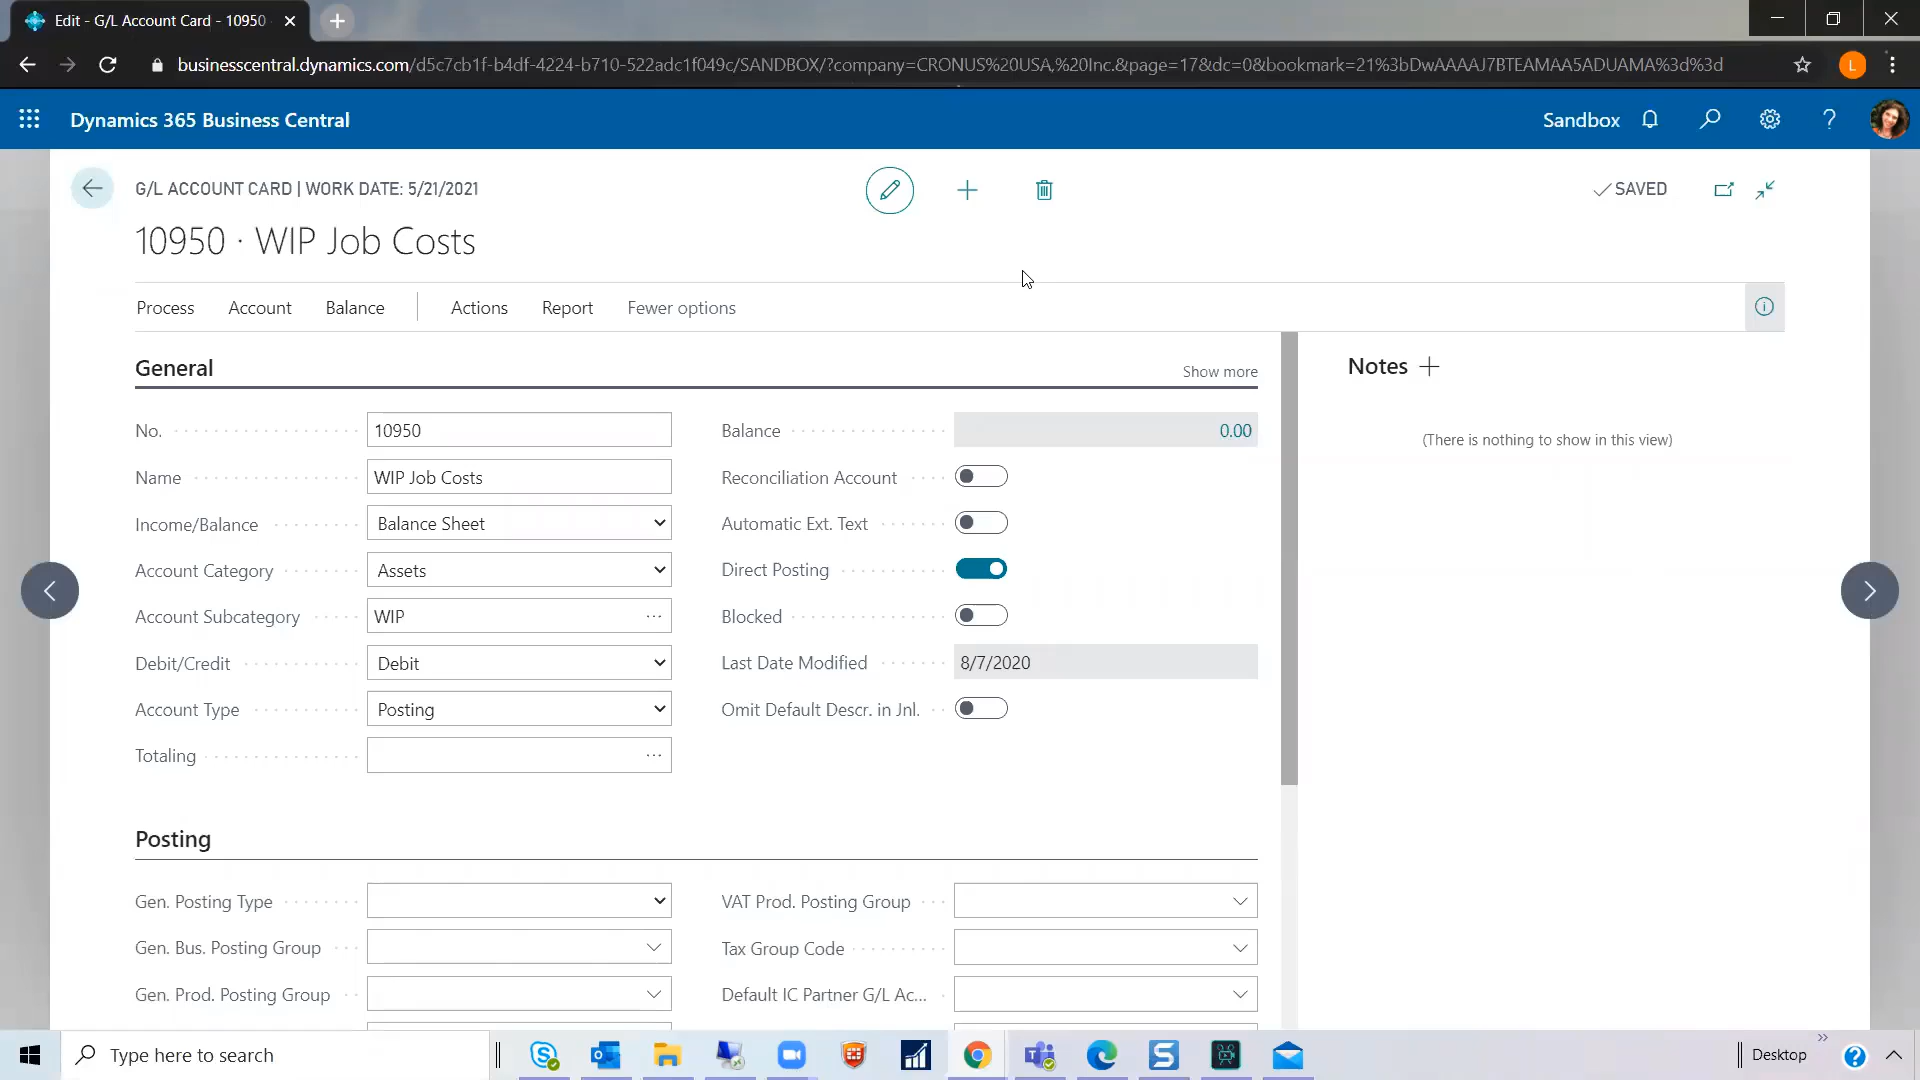 Edit - G/L Account Card - 10950
businesscentral.dynamics.com/d5c7cb1f-b4df-4224-b710-522adc1f049c/SANDBOX/?company=CRONUS%20USA,%20Inc.&page=17&dc=0&bookmark=21%3bDwAAAAJ7BTEAMAA5ADUAMA%3d%3d
L
Dynamics 365 Business Central
Sandbox
G/L ACCOUNT CARD | WORK DATE: 5/21/2021
SAVED
10950 · WIP Job Costs
Process Account Balance Actions Report Fewer options
General
Show more
No. 10950
Name WIP Job Costs
Income/Balance Balance Sheet
Account Category Assets
Account Subcategory WIP ...
Debit/Credit Debit
Account Type Posting
Totaling ...
Balance 0.00
Reconciliation Account
Automatic Ext. Text
Direct Posting
Blocked
Last Date Modified 8/7/2020
Omit Default Descr. in Jnl.
Notes
(There is nothing to show in this view)
Posting
Gen. Posting Type
Gen. Bus. Posting Group
Gen. Prod. Posting Group
VAT Prod. Posting Group
Tax Group Code
Default IC Partner G/L Ac...
Type here to search
Desktop